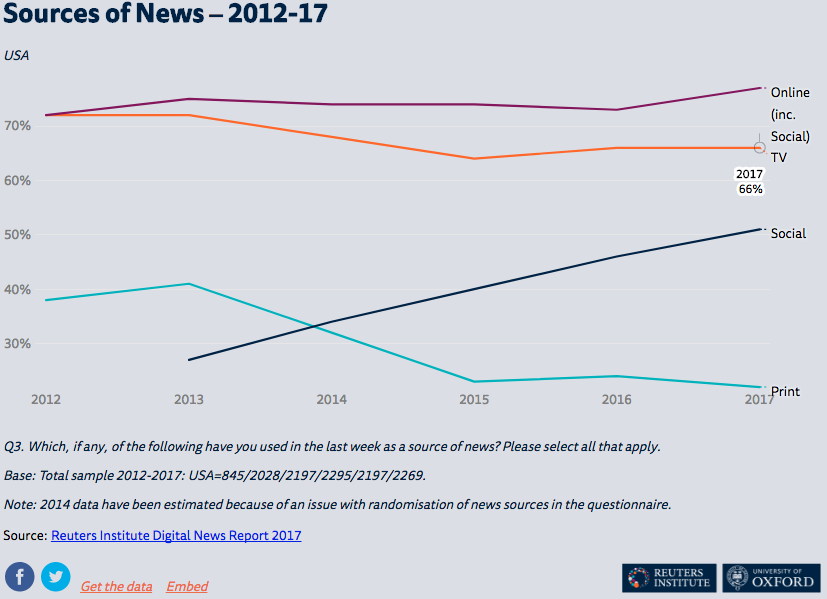 Sources of News – 2012-17
USA
Online
(inc.
Social)
TV
2017
66%
Social
Print
70%
60%
50%
40%
30%
2012 2013 2014 2015 2016 2017
Q3. Which, if any, of the following have you used in the last week as a source of news? Please select all that apply.
Base: Total sample 2012-2017: USA=845/2028/2197/2295/2197/2269.
Note: 2014 data have been estimated because of an issue with randomisation of news sources in the questionnaire.
Source: Reuters Institute Digital News Report 2017
f
Get the data Embed
REUTERS
INSTITUTE
UNIVERSITY OF
OXFORD